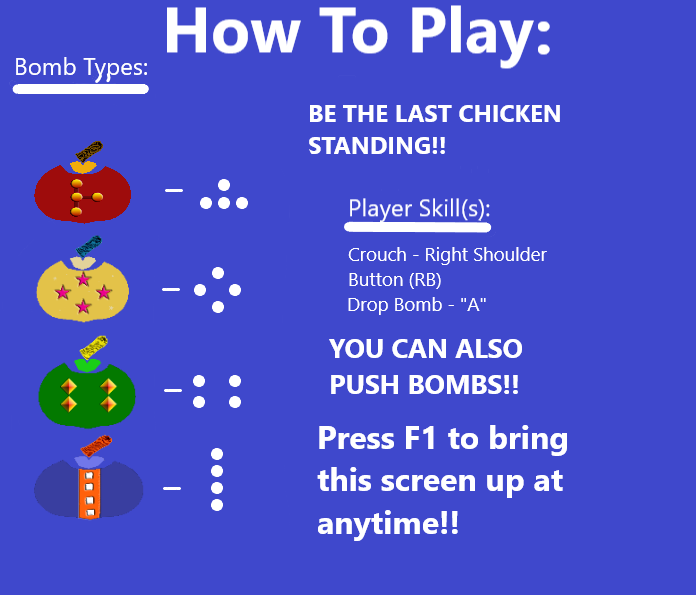 How To Play:
Bomb Types:
BE THE LAST CHICKEN
STANDING!!
Player Skill(s):
Crouch - Right Shoulder
Button (RB)
Drop Bomb - "A"
YOU CAN ALSO
PUSH BOMBS!!
Press F1 to bring
this screen up at
anytime!!